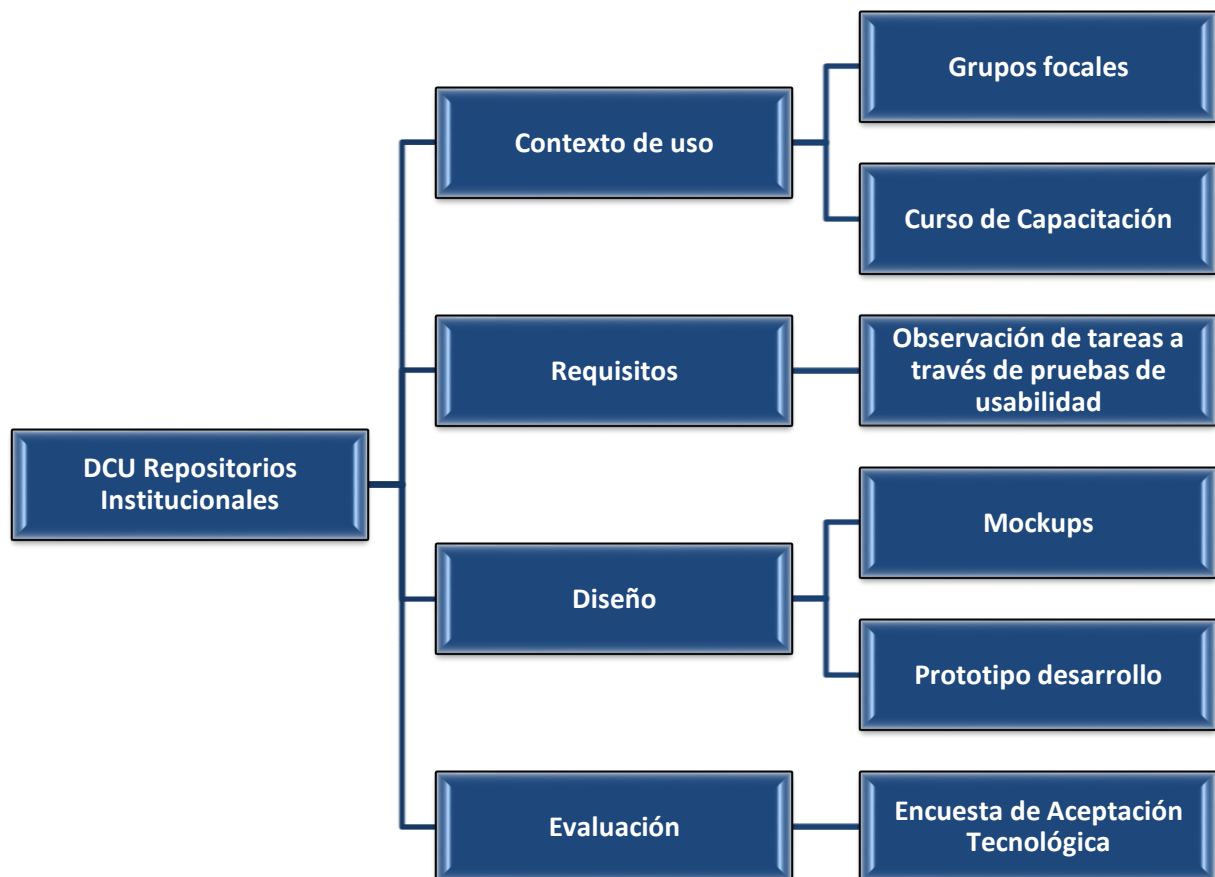 DCU Repositorios
Institucionales
Contexto de uso
Grupos focales
Curso de Capacitación
Requisitos
Observación de tareas a
través de pruebas de
usabilidad
Diseño
Mockups
Prototipo desarrollo
Evaluación
Encuesta de Aceptación
Tecnológica